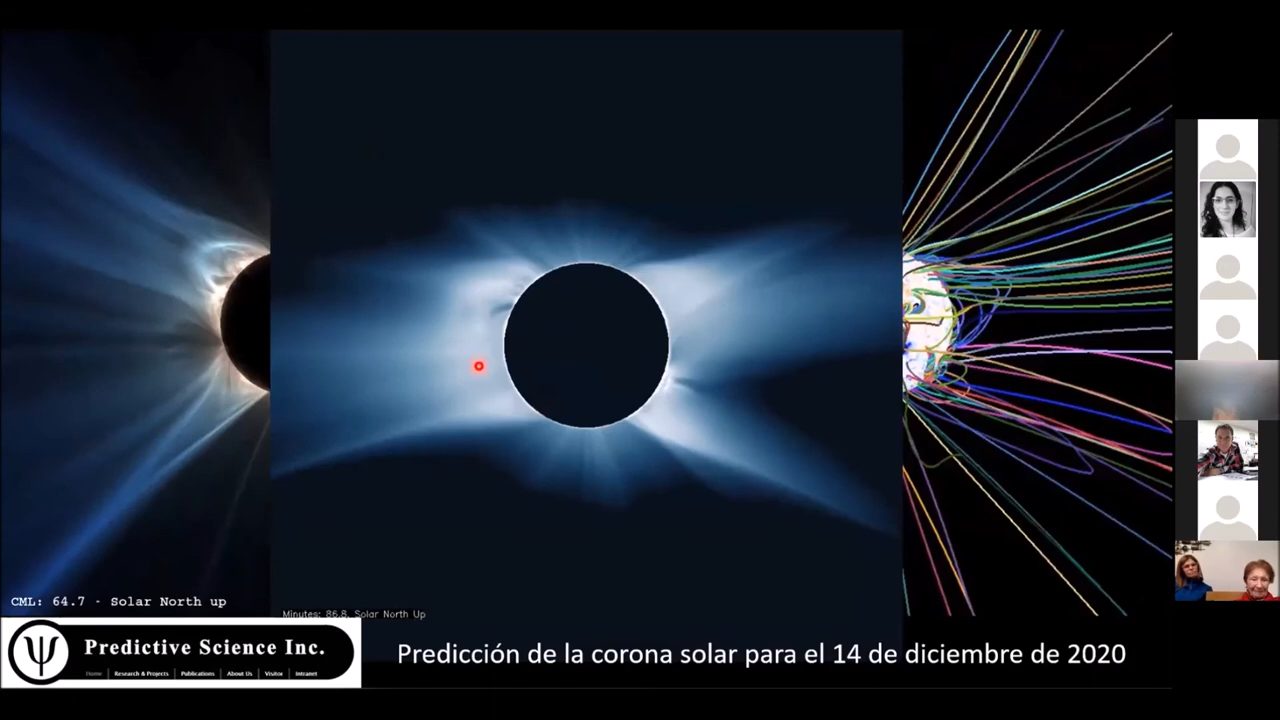 CML: 64.7 - Solar North up
Minutes: 86.8, Solar North Up
Predictive Science Inc.
Home | Research & Projects | Publications | About Us | Visitor | Intranet
Predicción de la corona solar para el 14 de diciembre de 2020